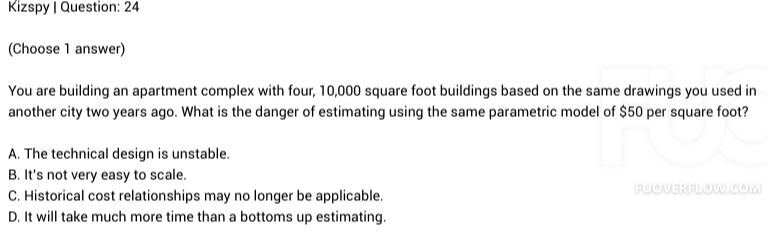 Kizspy | Question: 24
(Choose 1 answer)
You are building an apartment complex with four, 10,000 square foot buildings based on the same drawings you used in
another city two years ago. What is the danger of estimating using the same parametric model of $50 per square foot?
A. The technical design is unstable.
B. It's not very easy to scale.
C. Historical cost relationships may no longer be applicable.
D. It will take much more time than a bottoms up estimating.
FUO
FUOVERFLOW.COM